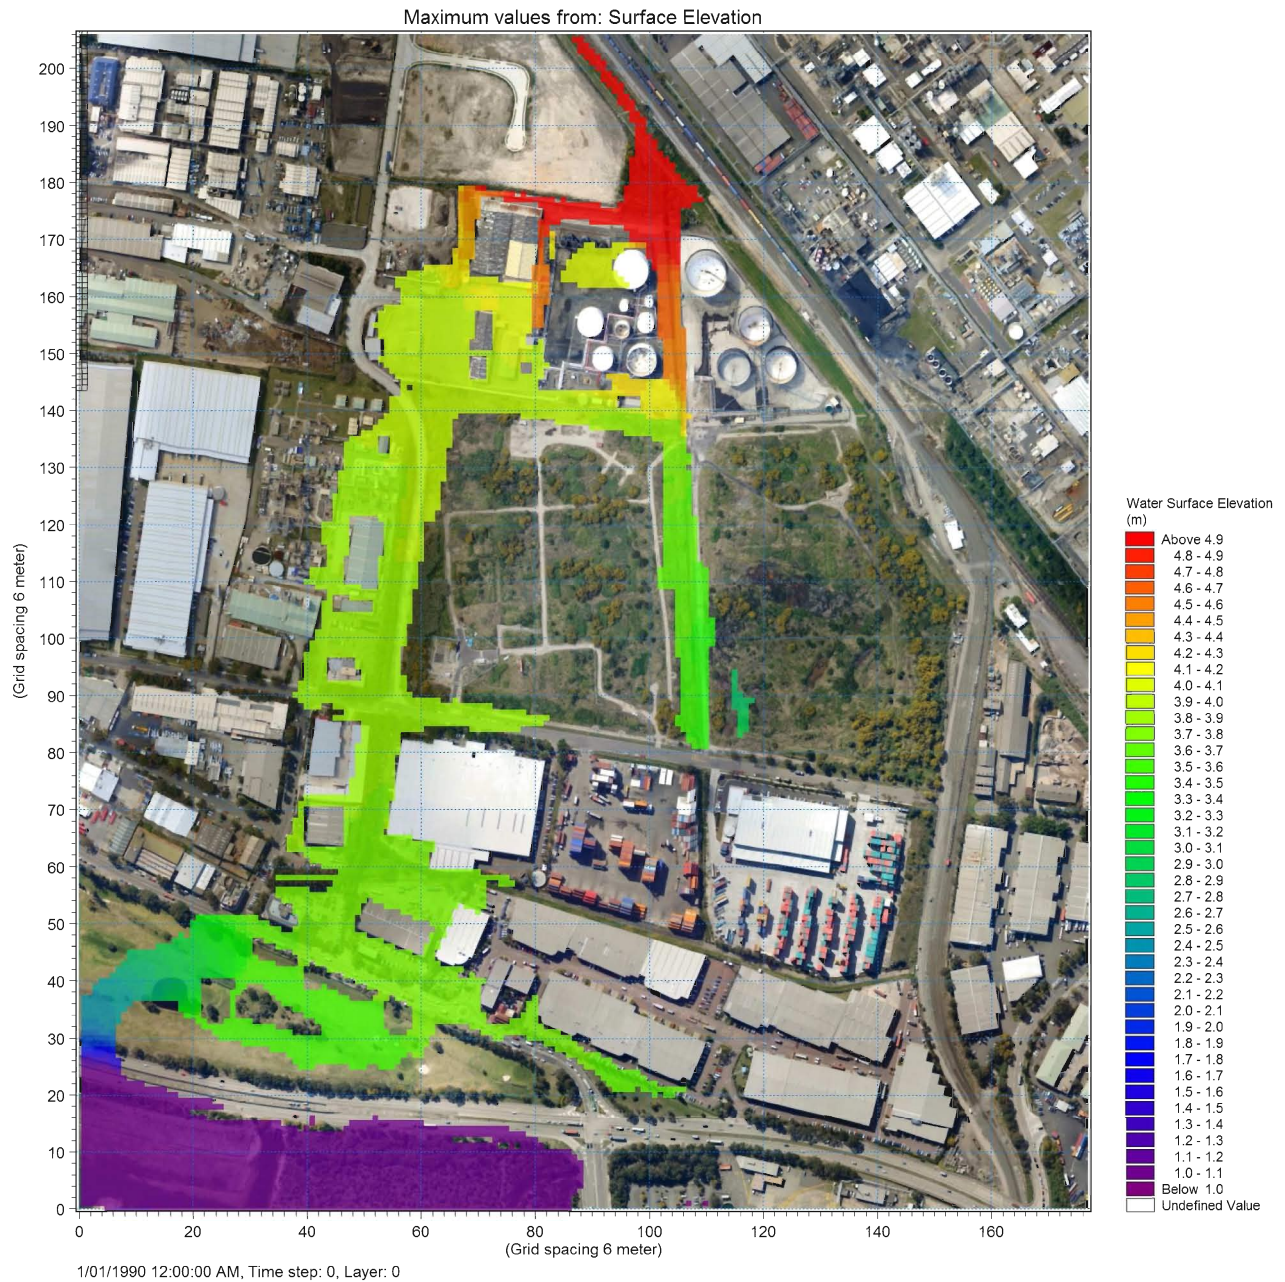 Maximum values from: Surface Elevation
200
190
180
170
160
150
140
130
120
110
100
90
80
70
60
50
40
30
20
10
0
(Grid spacing 6 meter)
0 20 40 60 80 100 120 140 160
(Grid spacing 6 meter)
1/01/1990 12:00:00 AM, Time step: 0, Layer: 0
Water Surface Elevation
(m)
Above 4.9
4.8 - 4.9
4.7 - 4.8
4.6 - 4.7
4.5 - 4.6
4.4 - 4.5
4.3 - 4.4
4.2 - 4.3
4.1 - 4.2
4.0 - 4.1
3.9 - 4.0
3.8 - 3.9
3.7 - 3.8
3.6 - 3.7
3.5 - 3.6
3.4 - 3.5
3.3 - 3.4
3.2 - 3.3
3.1 - 3.2
3.0 - 3.1
2.9 - 3.0
2.8 - 2.9
2.7 - 2.8
2.6 - 2.7
2.5 - 2.6
2.4 - 2.5
2.3 - 2.4
2.2 - 2.3
2.1 - 2.2
2.0 - 2.1
1.9 - 2.0
1.8 - 1.9
1.7 - 1.8
1.6 - 1.7
1.5 - 1.6
1.4 - 1.5
1.3 - 1.4
1.2 - 1.3
1.1 - 1.2
1.0 - 1.1
Below 1.0
Undefined Value